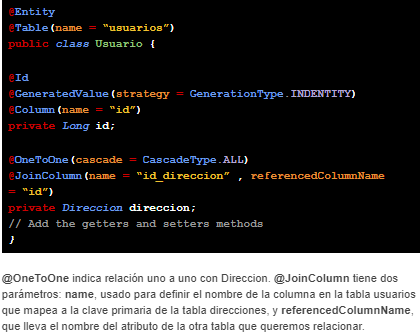 @Entity
@Table(name = “usuarios”)
public class Usuario {
@Id
@GeneratedValue(strategy = GenerationType.INDENTITY)
@Column(name = “id”)
private Long id;
@OneToOne(cascade = CascadeType.ALL)
@JoinColumn(name = “id_direccion” , referencedColumnName
= “id”)
private Direccion direccion;
// Add the getters and setters methods
}
@OneToOne indica relación uno a uno con Direccion. @JoinColumn tiene dos
parámetros: name, usado para definir el nombre de la columna en la tabla usuarios
que mapea a la clave primaria de la tabla direcciones, y referencedColumnName,
que lleva el nombre del atributo de la otra tabla que queremos relacionar.